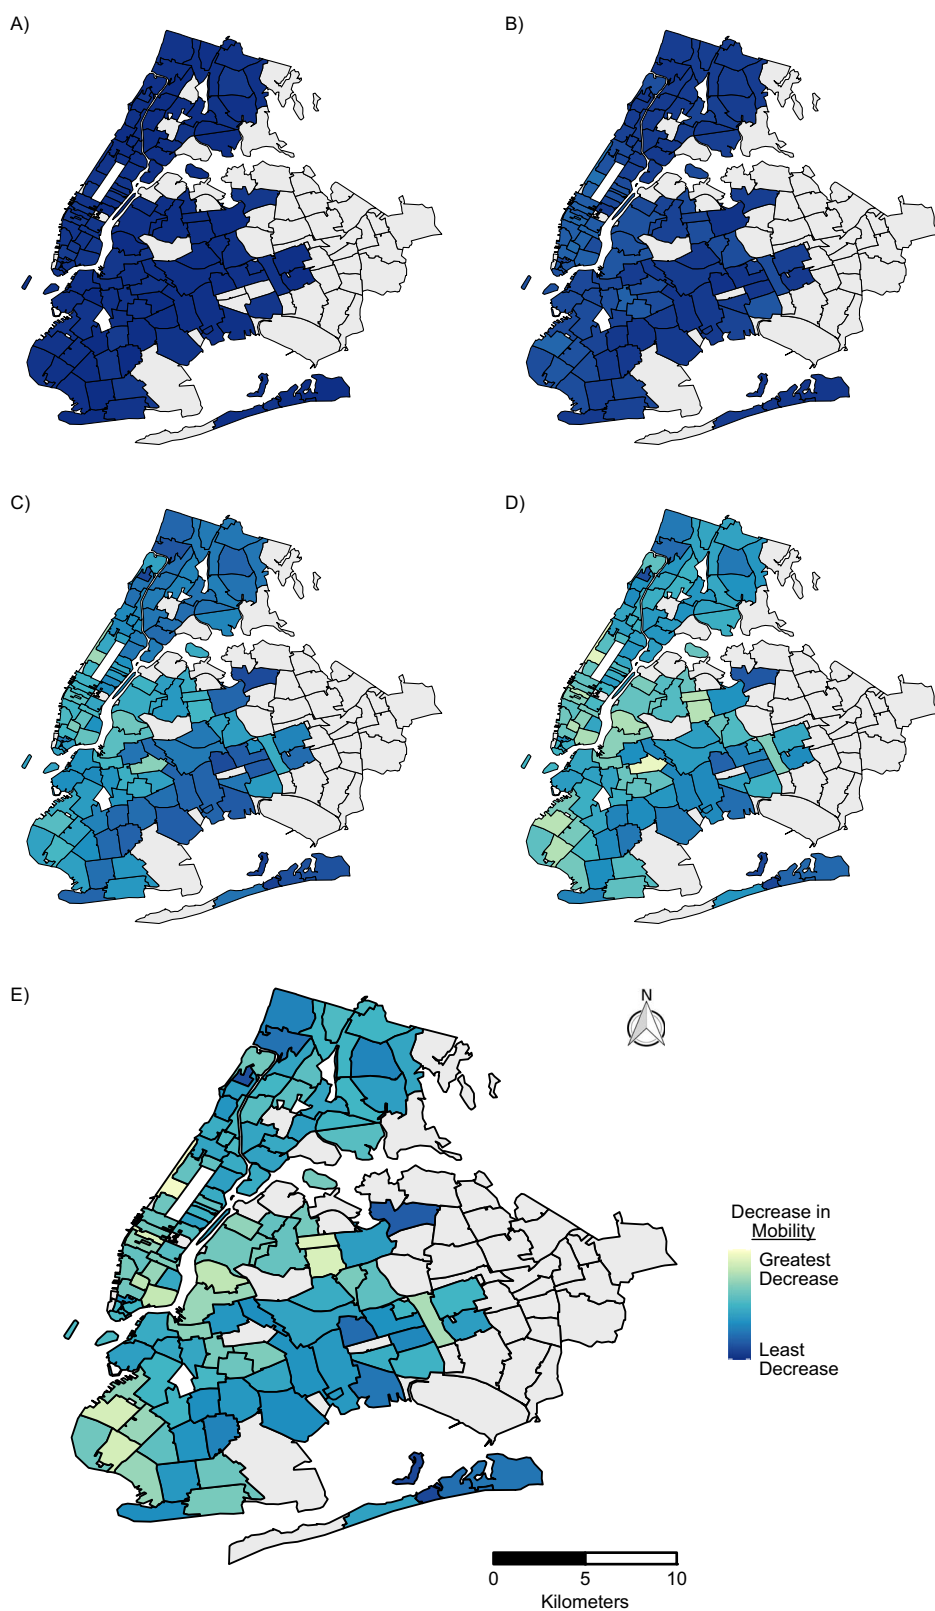 A)
B)
C)
D)
E)
N
Decrease in
Mobility
Greatest
Decrease
Least
Decrease
0
5
10
Kilometers